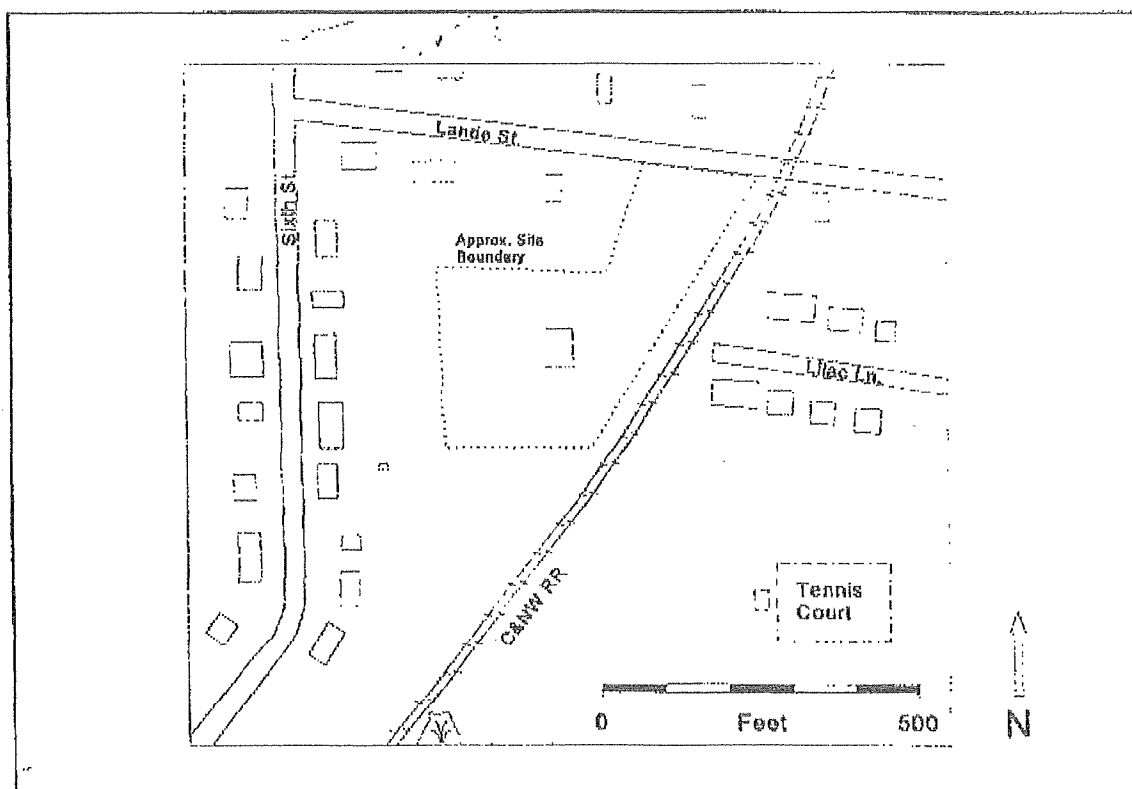 Lande St.
Sixth St.
Approx. Site
Boundary
Lilac Ln.
C&NW RR
Tennis
Court
0 Feet 500
N